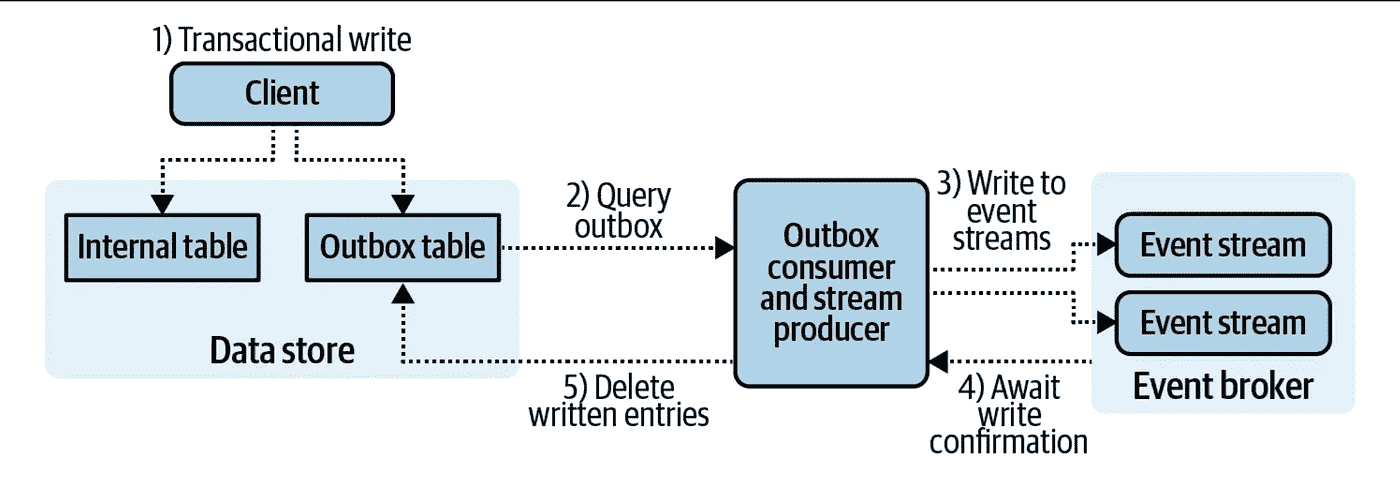 1) Transactional write
Client
Internal table
Outbox table
Data store
2) Query
outbox
Outbox
consumer
and stream
producer
3) Write to
event
streams
Event stream
Event stream
Event broker
4) Await
write
confirmation
5) Delete
written entries